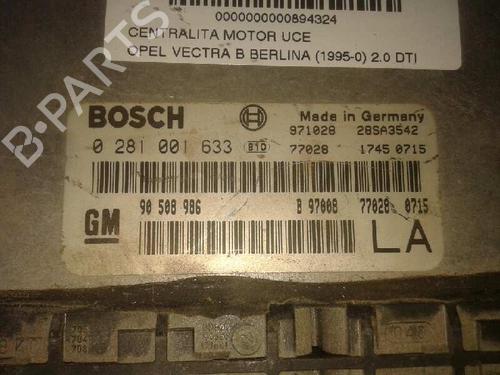 0000000000894324
CENTRALITA MOTOR UCE
OPEL VECTRA B BERLINA (1995-0) 2.0 DTI
B-PARTS
BOSCH
Made in Germany
971028 28SA3542
0 281 001 633 810 77028 1745 0715
GM 90 508 986 B 97008 77028 0715
LA